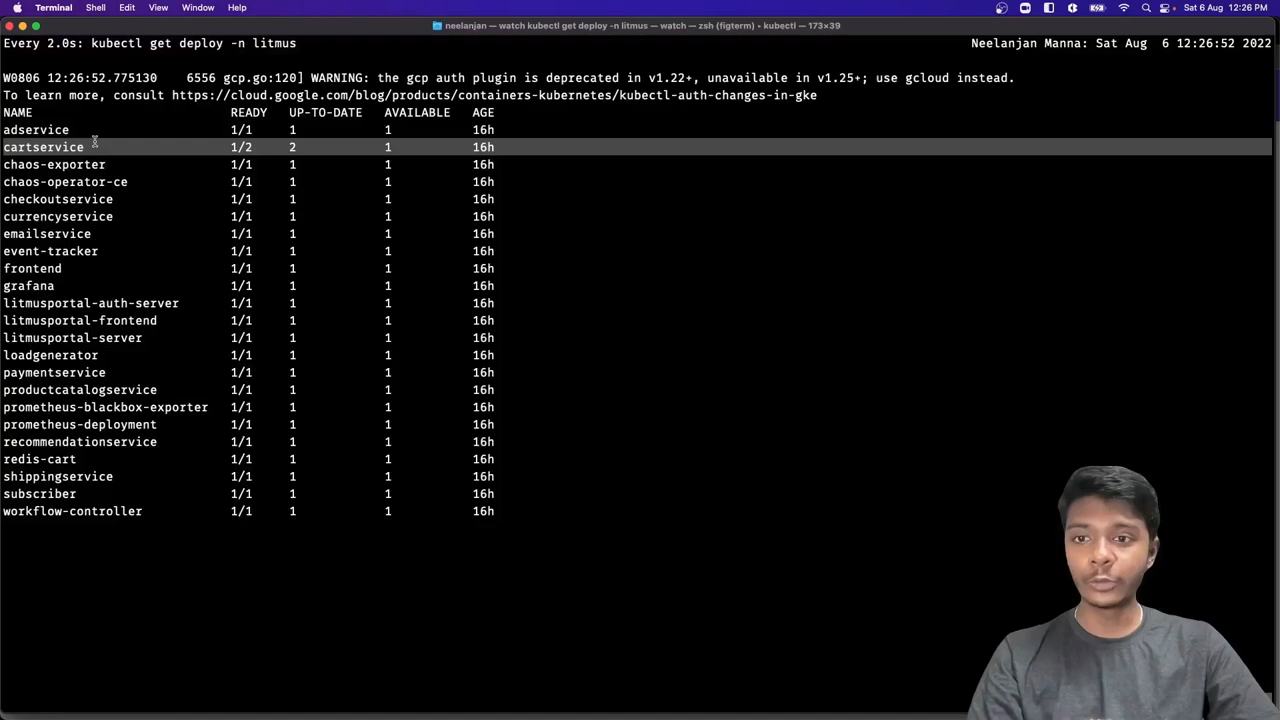 Terminal Shell Edit View Window Help Sat 6 Aug 12:26 PM
neelanjan — watch kubectl get deploy -n litmus — watch — zsh (figterm) • kubectl — 173×39
Every 2.0s: kubectl get deploy -n litmus Neelanjan Manna: Sat Aug 6 12:26:52 2022
W0806 12:26:52.775130 6556 gcp.go:120] WARNING: the gcp auth plugin is deprecated in v1.22+, unavailable in v1.25+; use gcloud instead.
To learn more, consult https://cloud.google.com/blog/products/containers-kubernetes/kubectl-auth-changes-in-gke
NAME READY UP-TO-DATE AVAILABLE AGE
adservice 1/1 1 1 16h
cartservice 1/2 2 1 16h
chaos-exporter 1/1 1 1 16h
chaos-operator-ce 1/1 1 1 16h
checkoutservice 1/1 1 1 16h
currencyservice 1/1 1 1 16h
emailservice 1/1 1 1 16h
event-tracker 1/1 1 1 16h
frontend 1/1 1 1 16h
grafana 1/1 1 1 16h
litmusportal-auth-server 1/1 1 1 16h
litmusportal-frontend 1/1 1 1 16h
litmusportal-server 1/1 1 1 16h
loadgenerator 1/1 1 1 16h
paymentservice 1/1 1 1 16h
productcatalogservice 1/1 1 1 16h
prometheus-blackbox-exporter 1/1 1 1 16h
prometheus-deployment 1/1 1 1 16h
recommendationservice 1/1 1 1 16h
redis-cart 1/1 1 1 16h
shippingservice 1/1 1 1 16h
subscriber 1/1 1 1 16h
workflow-controller 1/1 1 1 16h